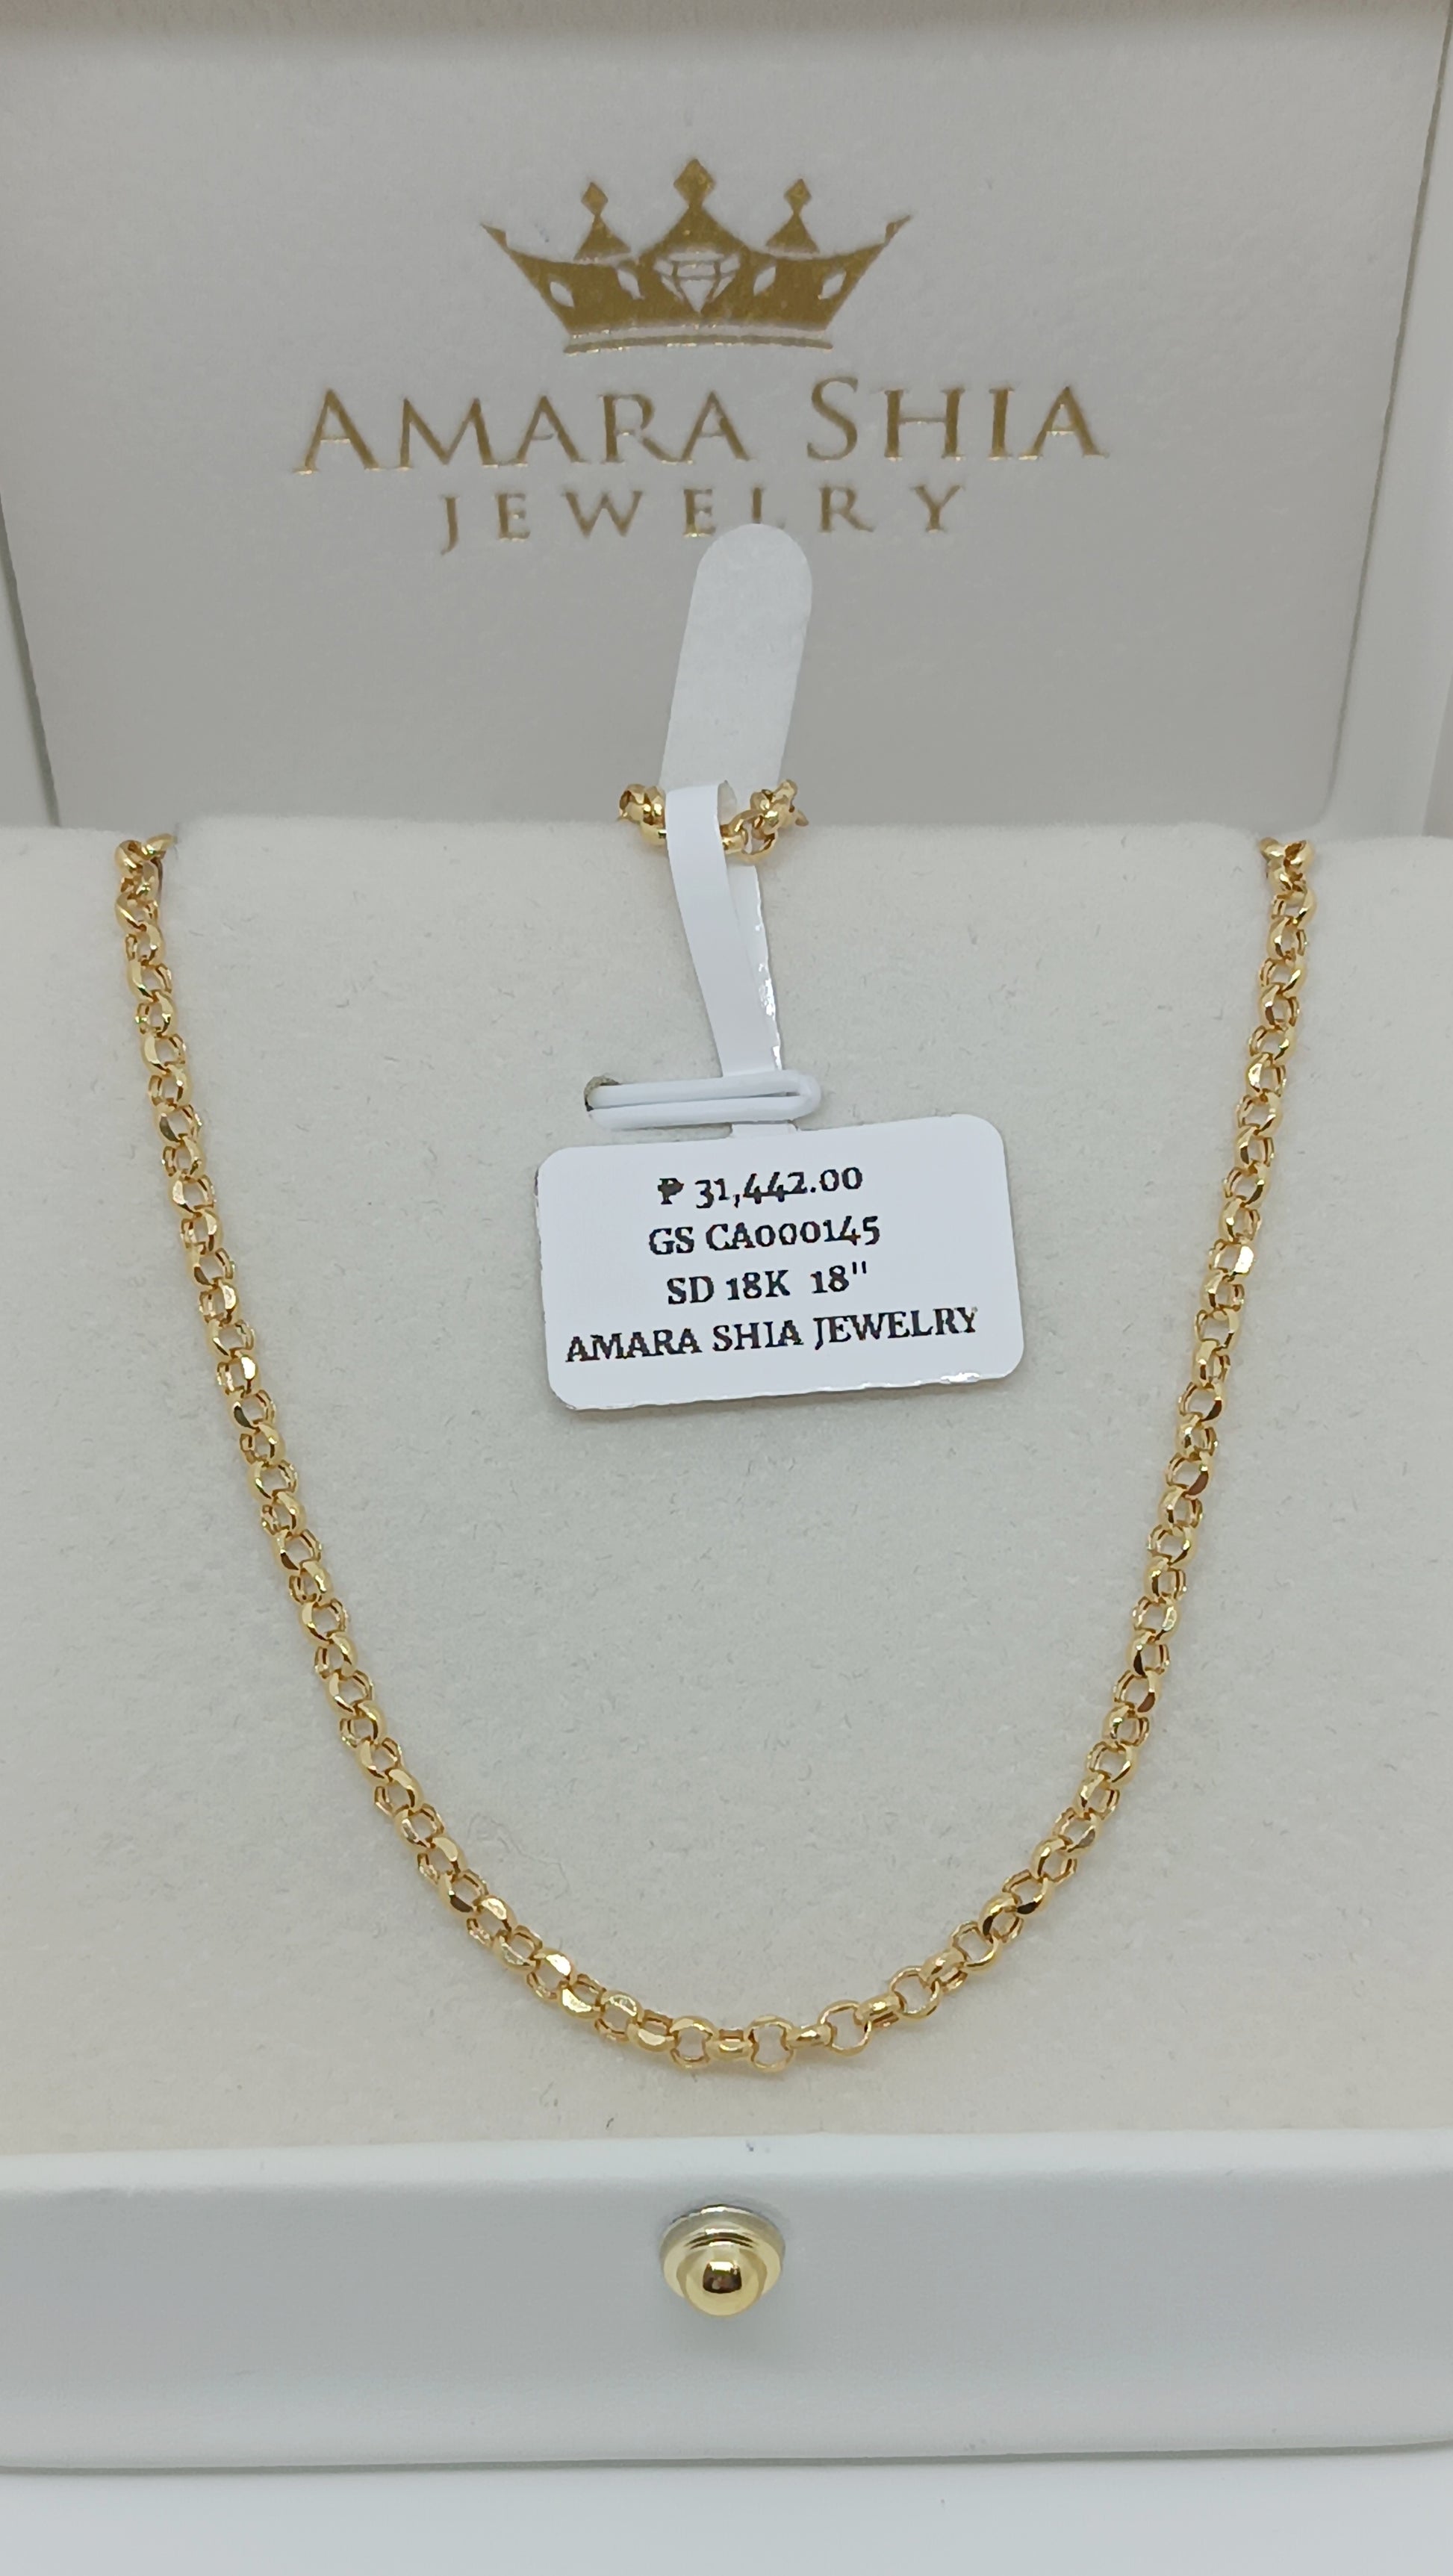 AMARA SHIA
JEWELRY
₱ 31,442.00
GS CA000145
SD 18K 18"
AMARA SHIA JEWELRY